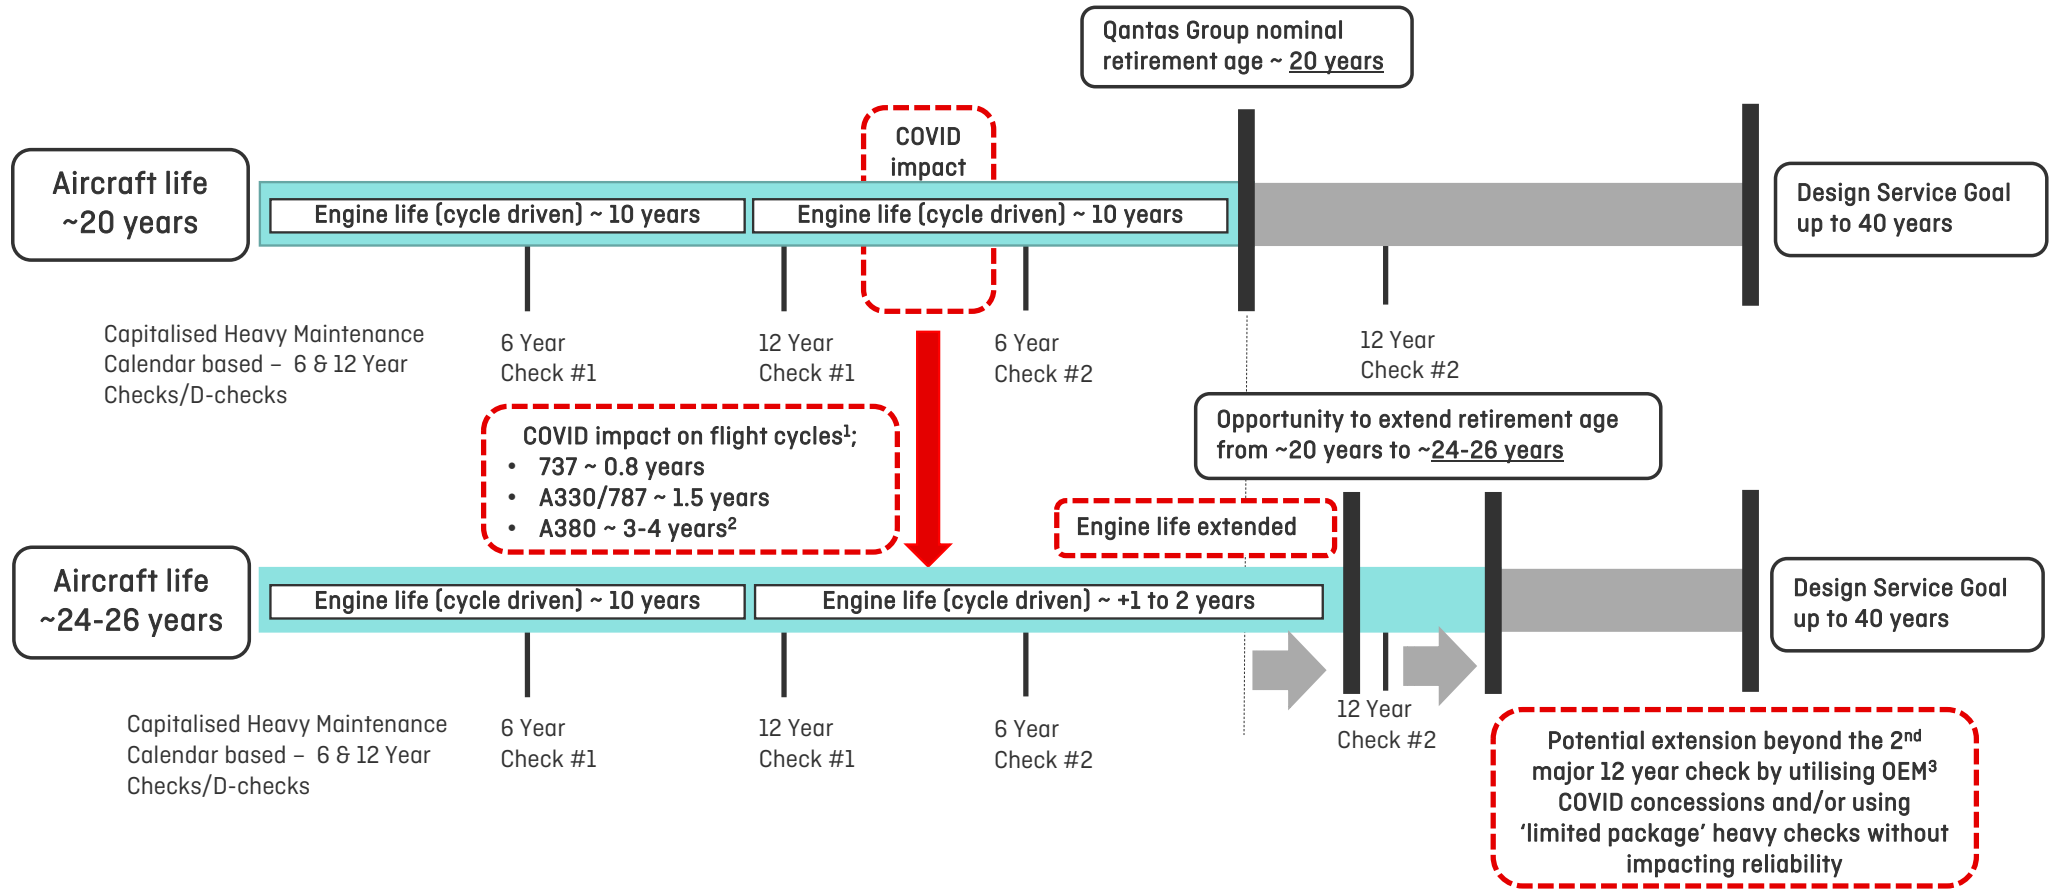 Qantas Group nominal
retirement age ~ 20 years
COVID
impact
Aircraft life
~20 years
Engine life (cycle driven) ~ 10 years
Engine life (cycle driven) ~ 10 years
Design Service Goal
up to 40 years
Capitalised Heavy Maintenance
Calendar based – 6 & 12 Year
Checks/D-checks
6 Year
Check #1
12 Year
Check #1
6 Year
Check #2
12 Year
Check #2
COVID impact on flight cycles¹;
• 737 ~ 0.8 years
• A330/787 ~ 1.5 years
• A380 ~ 3-4 years²
Opportunity to extend retirement age
from ~20 years to ~24-26 years
Engine life extended
Aircraft life
~24-26 years
Engine life (cycle driven) ~ 10 years
Engine life (cycle driven) ~ +1 to 2 years
Design Service Goal
up to 40 years
Capitalised Heavy Maintenance
Calendar based – 6 & 12 Year
Checks/D-checks
6 Year
Check #1
12 Year
Check #1
6 Year
Check #2
12 Year
Check #2
Potential extension beyond the 2nd
major 12 year check by utilising OEM³
COVID concessions and/or using
‘limited package’ heavy checks without
impacting reliability